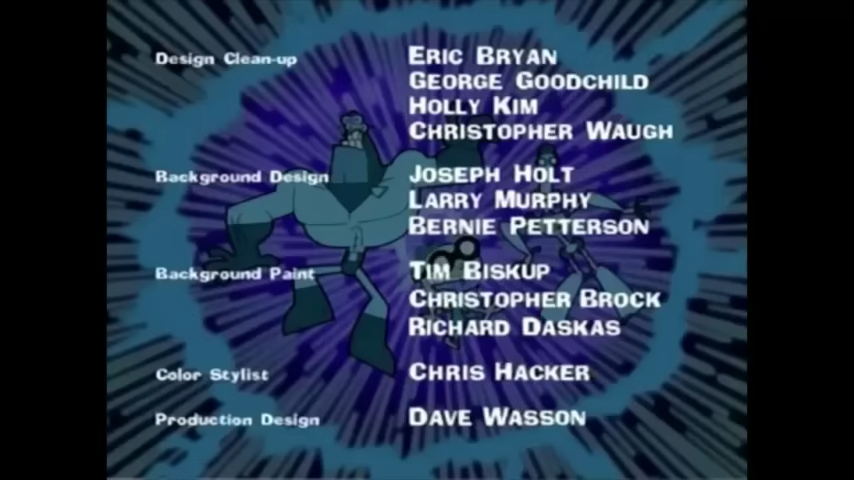 Design Clean-up ERIC BRYAN
GEORGE GOODCHILD
HOLLY KIM
CHRISTOPHER WAUGH
Background Design JOSEPH HOLT
LARRY MURPHY
BERNIE PETTERSON
Background Paint TIM BISKUP
CHRISTOPHER BROCK
RICHARD DASKAS
Color Stylist CHRIS HACKER
Production Design DAVE WASSON